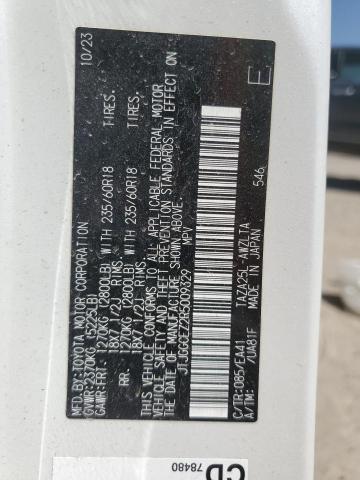 MFD.BY:TOYOTA MOTOR CORPORATION 10/23
GVWR:2370KG (5225LB)
GAWR:FRT- 1270KG (2800LB) WITH 235/60R18 TIRES.
18X7 1/2J RIMS.
RR 1270KG (2800LB) WITH 235/60R18 TIRES.
18X7 1/2J RIMS.
THIS VEHICLE CONFORMS TO ALL APPLICABLE FEDERAL MOTOR
VEHICLE SAFETY AND THEFT PREVENTION STANDARDS IN EFFECT ON
THE DATE OF MANUFACTURE SHOWN ABOVE.
MPV
C/TR:085/EA41 TAZA25L -AWZLTA
A/TM: /UA81F MADE IN JAPAN
546
E
CD
78480